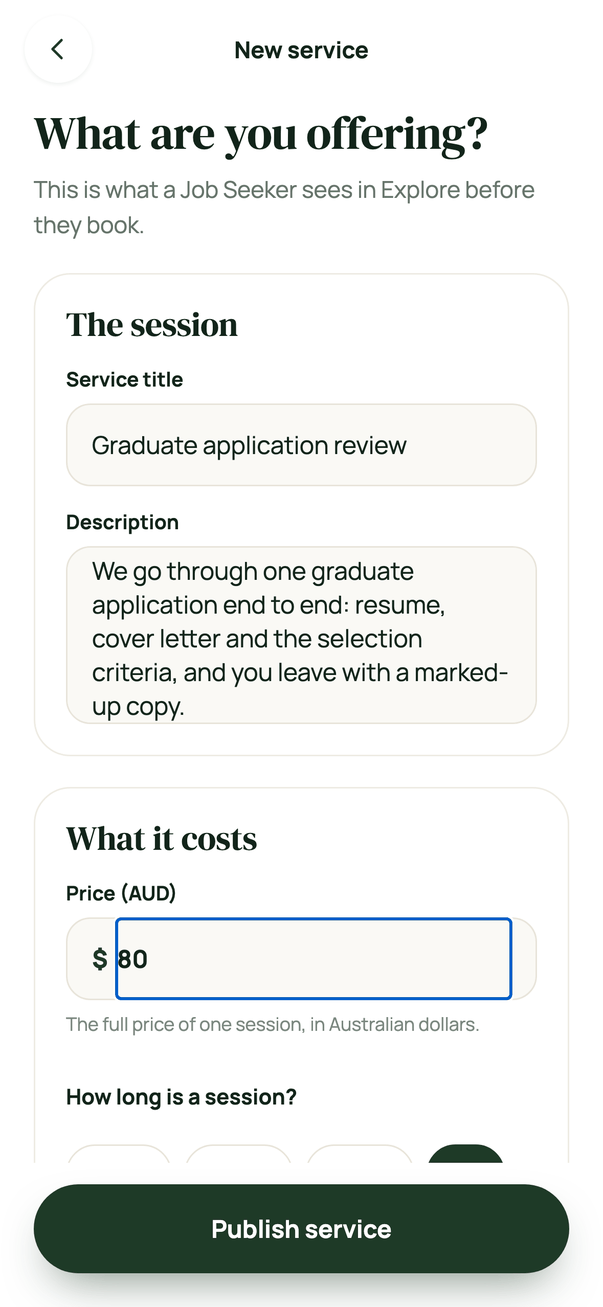 New service
What are you offering?
This is what a Job Seeker sees in Explore before
they book.
The session
Service title
Graduate application review
Description
We go through one graduate
application end to end: resume,
cover letter and the selection
criteria, and you leave with a marked-
up copy.
What it costs
Price (AUD)
$ 80
The full price of one session, in Australian dollars.
How long is a session?
Publish service